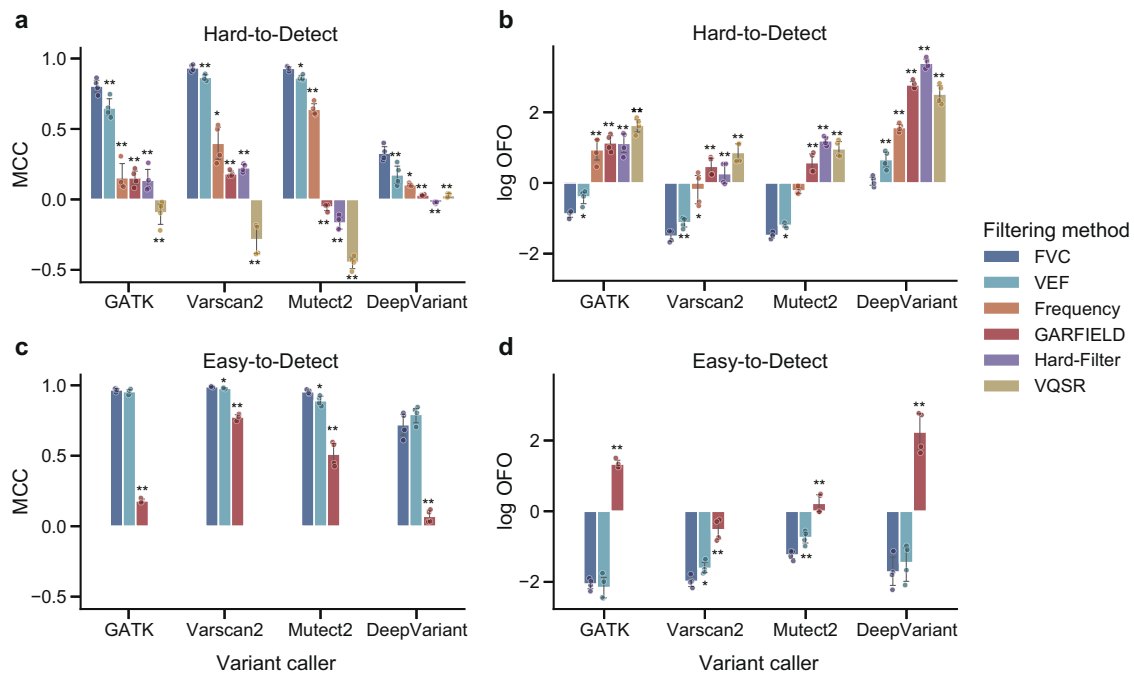 a
Hard-to-Detect
MCC
1.0
0.5
0.0
−0.5
** ** ** ** **
** * ** ** **
* ** ** ** **
** * ** ** **
GATK Varscan2 Mutect2 DeepVariant
b
Hard-to-Detect
log OFO
2
0
−2
* ** ** ** **
** * ** ** **
* ** ** **
** ** ** ** **
GATK Varscan2 Mutect2 DeepVariant
Filtering method
FVC
VEF
Frequency
GARFIELD
Hard-Filter
VQSR
c
Easy-to-Detect
MCC
1.0
0.5
0.0
−0.5
**
* **
* **
**
GATK Varscan2 Mutect2 DeepVariant
Variant caller
d
Easy-to-Detect
log OFO
2
0
−2
**
* **
** **
**
GATK Varscan2 Mutect2 DeepVariant
Variant caller